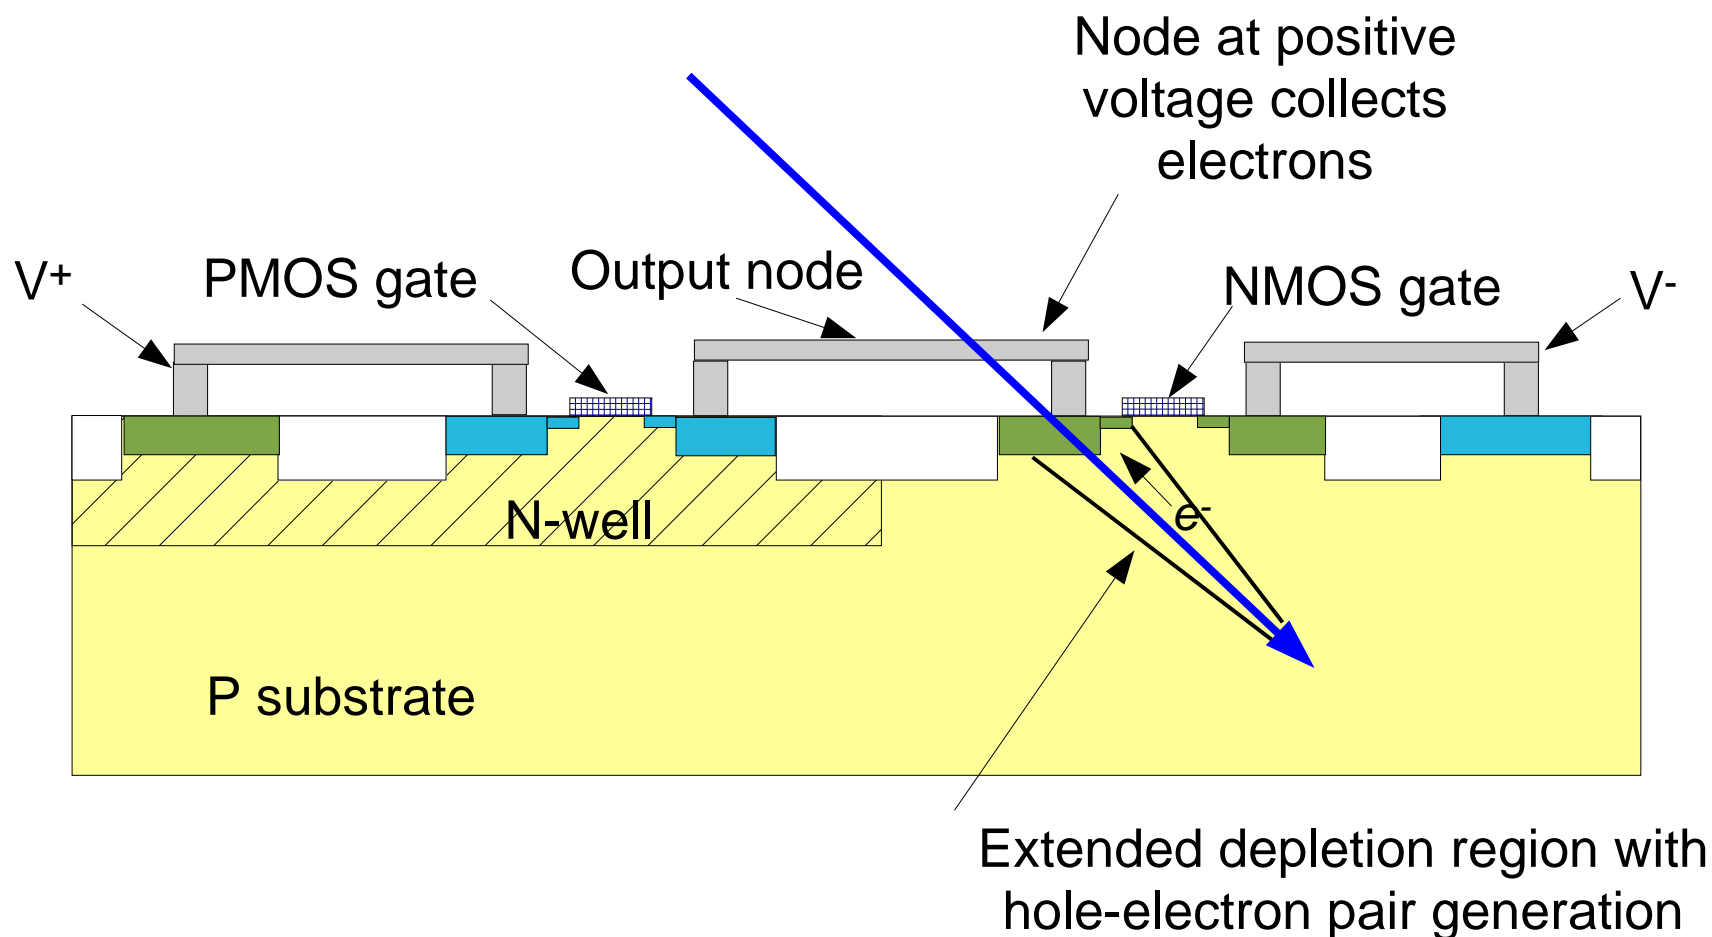 Node at positive
voltage collects
electrons
V+
PMOS gate
Output node
NMOS gate
V-
e-
N-well
P substrate
Extended depletion region with
hole-electron pair generation